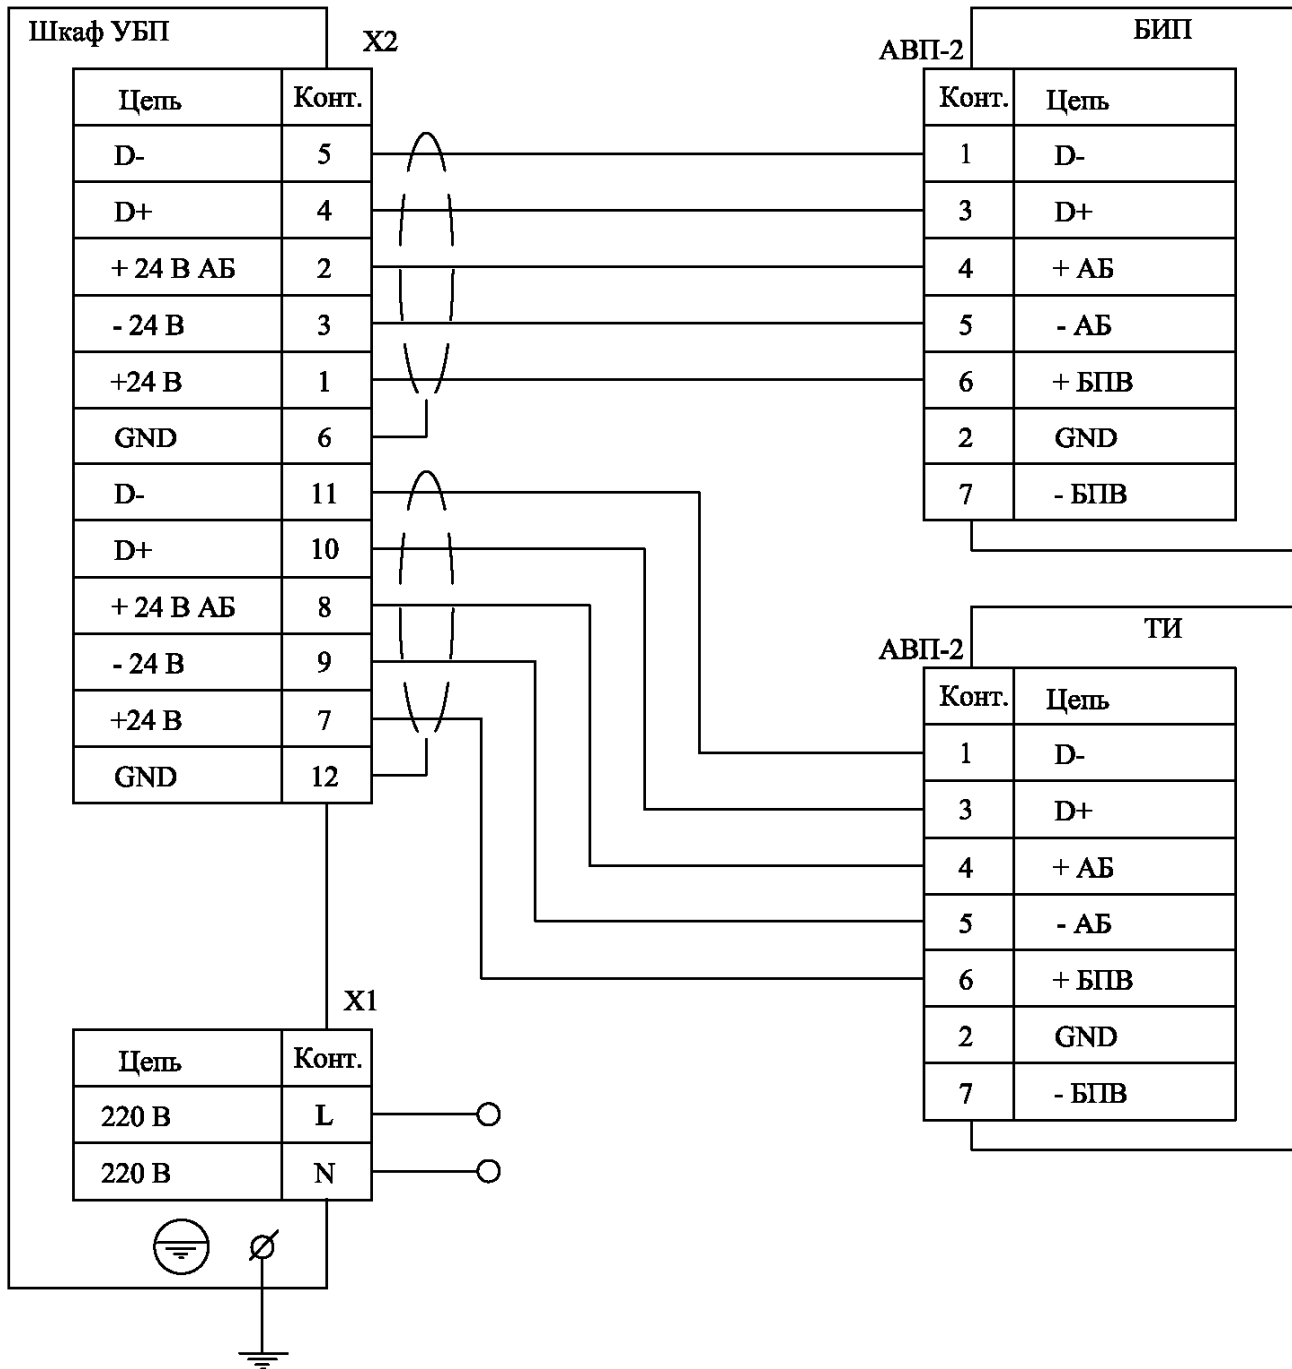 Шкаф УБП
X2
Цепь Конт.
D- 5
D+ 4
+ 24 В АБ 2
- 24 В 3
+24 В 1
GND 6
D- 11
D+ 10
+ 24 В АБ 8
- 24 В 9
+24 В 7
GND 12
X1
Цепь Конт.
220 В L
220 В N
БИП
АВП-2
Конт. Цепь
1 D-
3 D+
4 + АБ
5 - АБ
6 + БПВ
2 GND
7 - БПВ
ТИ
АВП-2
Конт. Цепь
1 D-
3 D+
4 + АБ
5 - АБ
6 + БПВ
2 GND
7 - БПВ